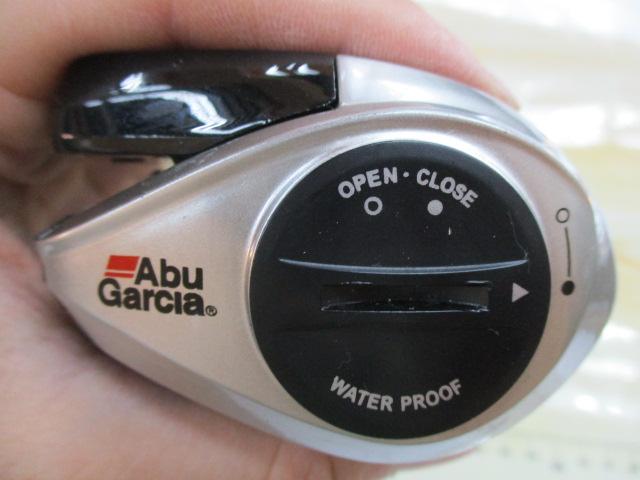 OPEN · CLOSE
Abu
Garcia®
WATER PROOF